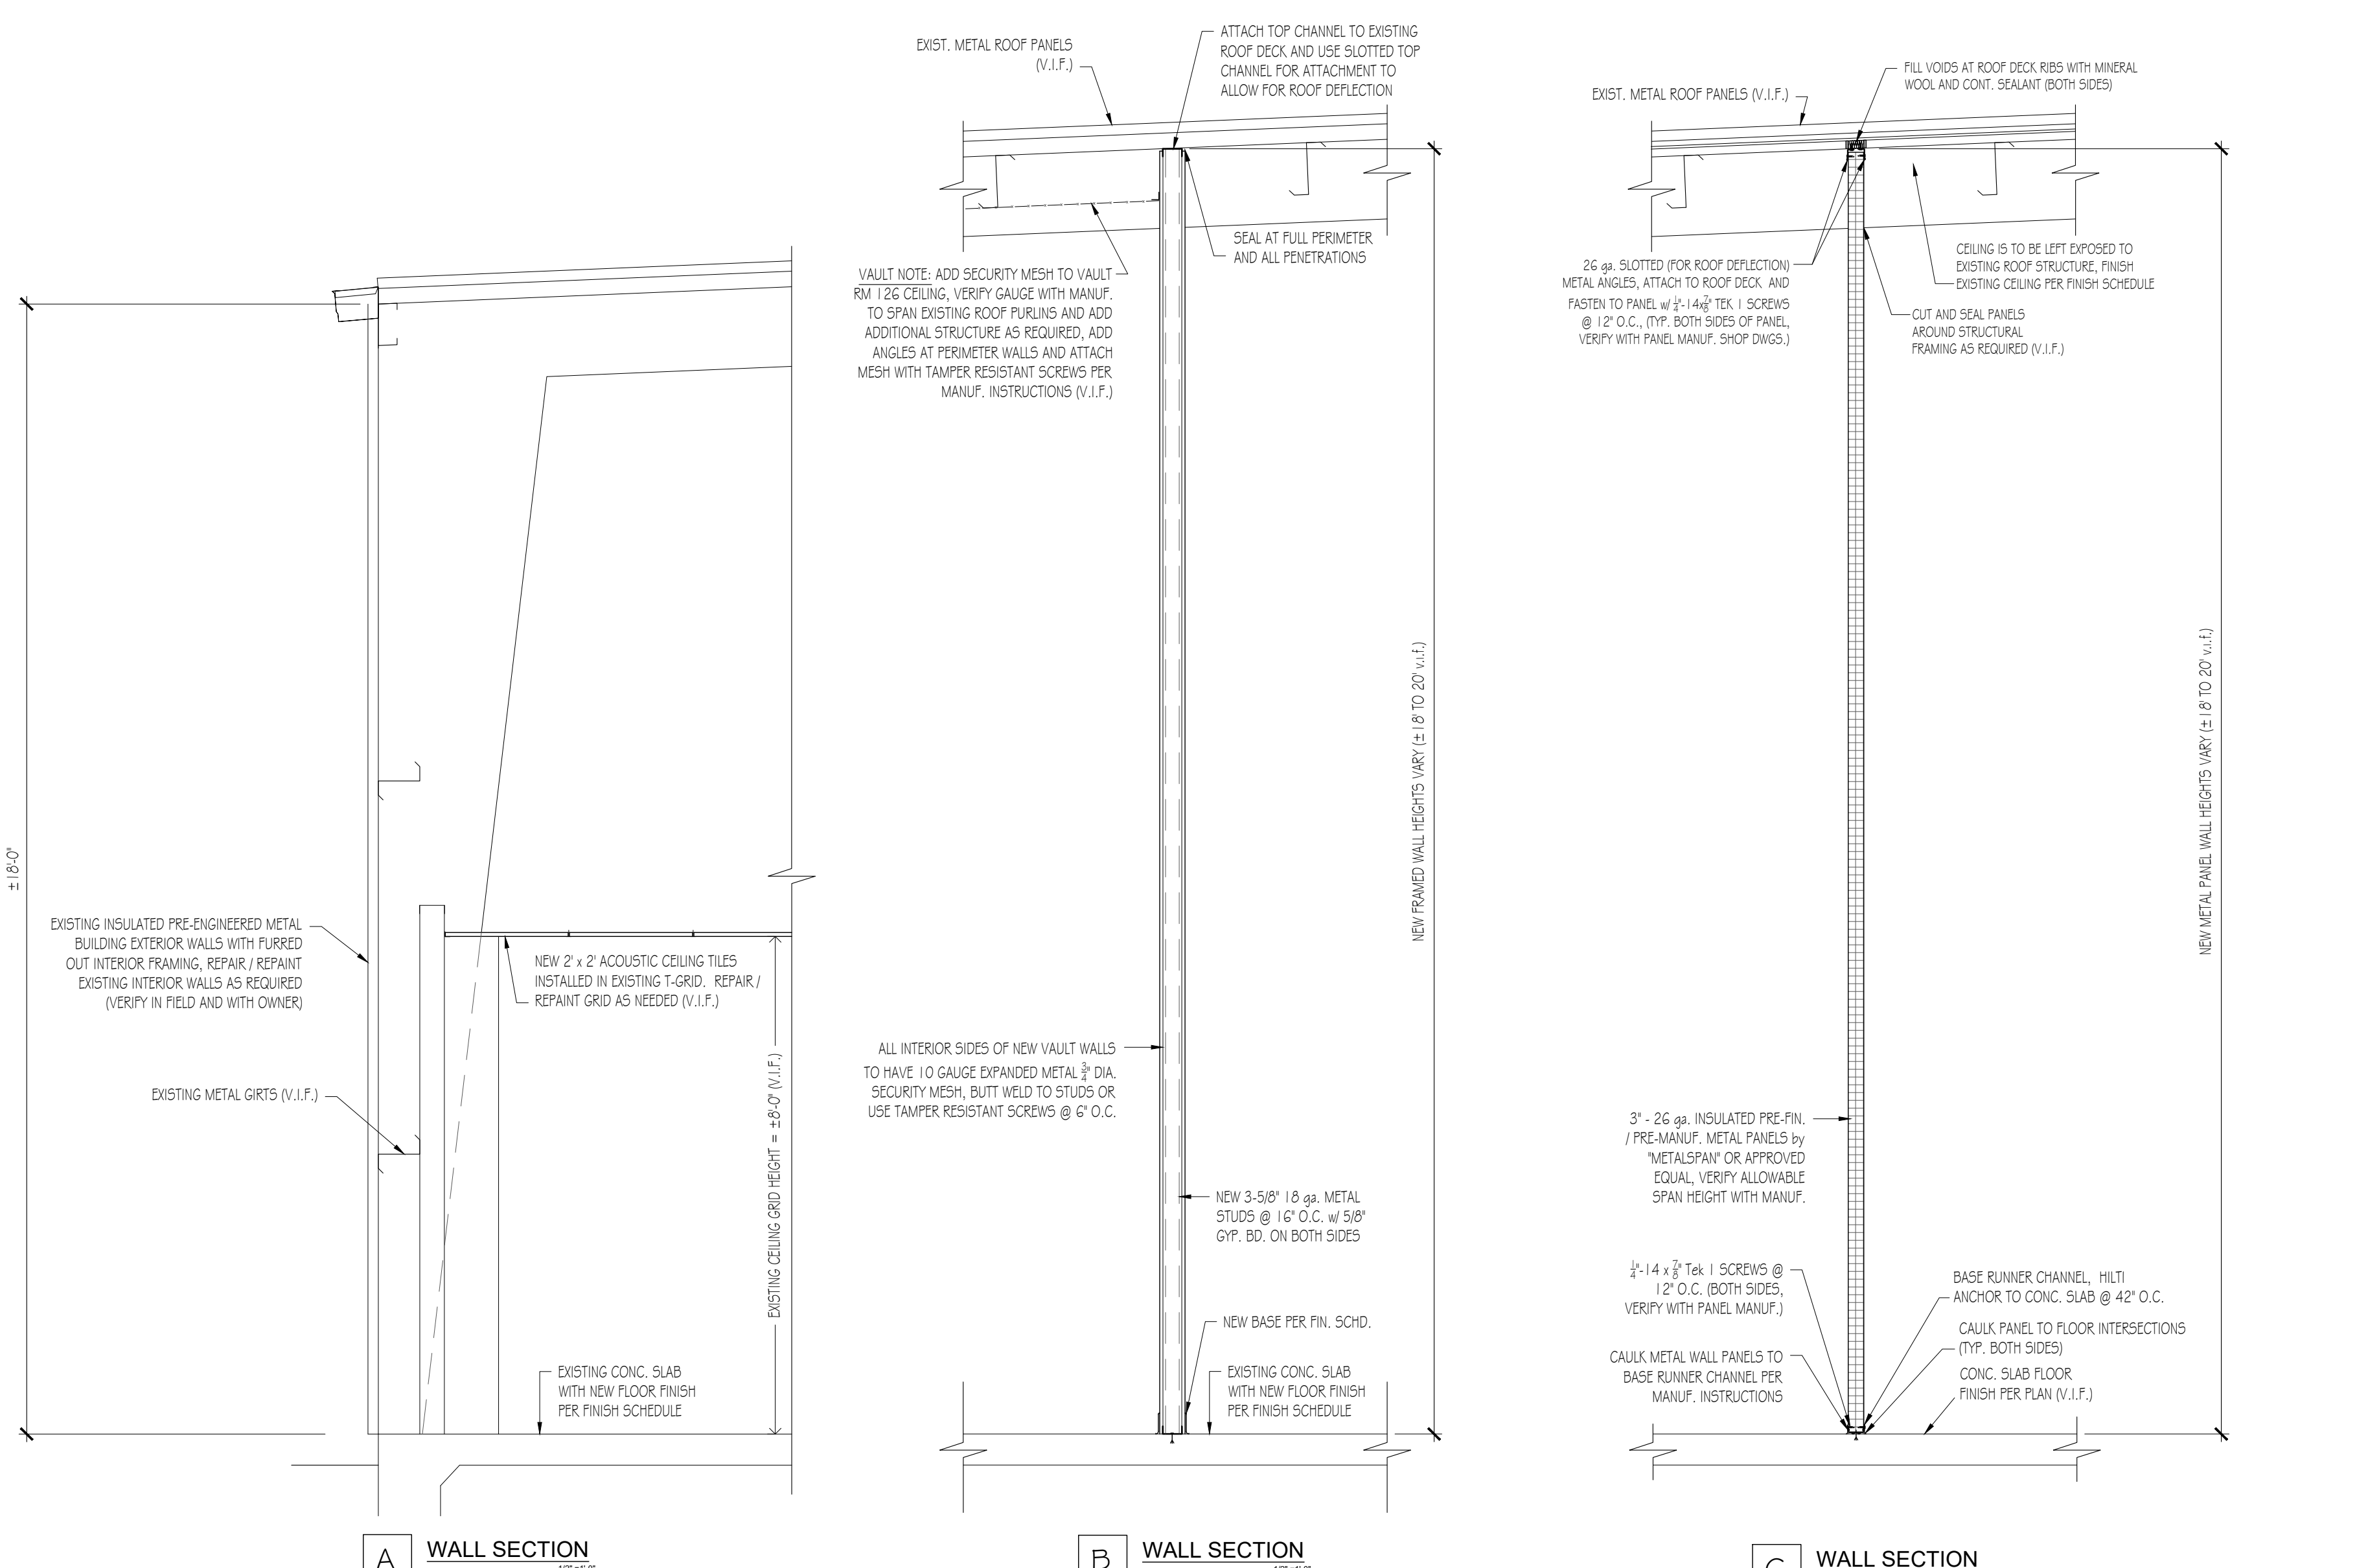 ±18'-0"
EXISTING INSULATED PRE-ENGINEERED METAL
BUILDING EXTERIOR WALLS WITH FURRED
OUT INTERIOR FRAMING, REPAIR / REPAINT
EXISTING INTERIOR WALLS AS REQUIRED
(VERIFY IN FIELD AND WITH OWNER)
EXISTING METAL GIRTS (V.I.F.)
NEW 2' x 2' ACOUSTIC CEILING TILES
INSTALLED IN EXISTING T-GRID. REPAIR /
REPAINT GRID AS NEEDED (V.I.F.)
EXISTING CEILING GRID HEIGHT = ±8'-0" (V.I.F.)
EXISTING CONC. SLAB
WITH NEW FLOOR FINISH
PER FINISH SCHEDULE
A
WALL SECTION
EXIST. METAL ROOF PANELS
(V.I.F.)
ATTACH TOP CHANNEL TO EXISTING
ROOF DECK AND USE SLOTTED TOP
CHANNEL FOR ATTACHMENT TO
ALLOW FOR ROOF DEFLECTION
SEAL AT FULL PERIMETER
AND ALL PENETRATIONS
VAULT NOTE: ADD SECURITY MESH TO VAULT
RM 126 CEILING, VERIFY GAUGE WITH MANUF.
TO SPAN EXISTING ROOF PURLINS AND ADD
ADDITIONAL STRUCTURE AS REQUIRED, ADD
ANGLES AT PERIMETER WALLS AND ATTACH
MESH WITH TAMPER RESISTANT SCREWS PER
MANUF. INSTRUCTIONS (V.I.F.)
NEW FRAMED WALL HEIGHTS VARY (±18' TO 20' v.i.f.)
ALL INTERIOR SIDES OF NEW VAULT WALLS
TO HAVE 10 GAUGE EXPANDED METAL 3/4" DIA.
SECURITY MESH, BUTT WELD TO STUDS OR
USE TAMPER RESISTANT SCREWS @ 6" O.C.
NEW 3-5/8" 18 ga. METAL
STUDS @ 16" O.C. w/ 5/8"
GYP. BD. ON BOTH SIDES
NEW BASE PER FIN. SCHD.
EXISTING CONC. SLAB
WITH NEW FLOOR FINISH
PER FINISH SCHEDULE
B
WALL SECTION
EXIST. METAL ROOF PANELS (V.I.F.)
FILL VOIDS AT ROOF DECK RIBS WITH MINERAL
WOOL AND CONT. SEALANT (BOTH SIDES)
26 ga. SLOTTED (FOR ROOF DEFLECTION)
METAL ANGLES, ATTACH TO ROOF DECK AND
FASTEN TO PANEL w/ 1/4"-14x7/8" TEK 1 SCREWS
@ 12" O.C., (TYP. BOTH SIDES OF PANEL,
VERIFY WITH PANEL MANUF. SHOP DWGS.)
CEILING IS TO BE LEFT EXPOSED TO
EXISTING ROOF STRUCTURE, FINISH
EXISTING CEILING PER FINISH SCHEDULE
CUT AND SEAL PANELS
AROUND STRUCTURAL
FRAMING AS REQUIRED (V.I.F.)
NEW METAL PANEL WALL HEIGHTS VARY (±18' TO 20' v.i.f.)
3" - 26 ga. INSULATED PRE-FIN.
/ PRE-MANUF. METAL PANELS by
"METALSPAN" OR APPROVED
EQUAL, VERIFY ALLOWABLE
SPAN HEIGHT WITH MANUF.
1/4"-14 x 7/8" Tek 1 SCREWS @
12" O.C. (BOTH SIDES,
VERIFY WITH PANEL MANUF.)
CAULK METAL WALL PANELS TO
BASE RUNNER CHANNEL PER
MANUF. INSTRUCTIONS
BASE RUNNER CHANNEL, HILTI
ANCHOR TO CONC. SLAB @ 42" O.C.
CAULK PANEL TO FLOOR INTERSECTIONS
(TYP. BOTH SIDES)
CONC. SLAB FLOOR
FINISH PER PLAN (V.I.F.)
C
WALL SECTION